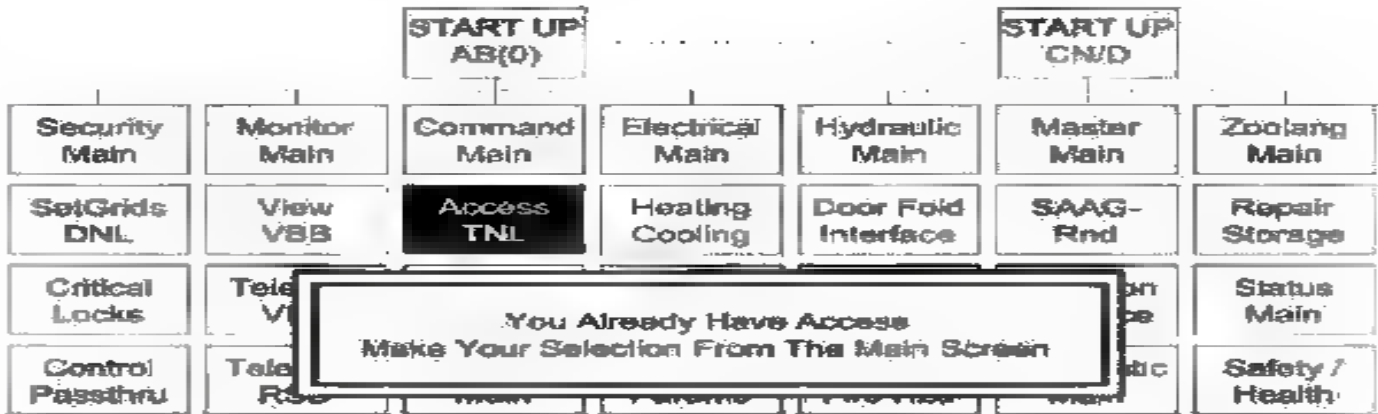 START UP
AB(0)
START UP
CN/D
Security
Main
Monitor
Main
Command
Main
Electrical
Main
Hydraulic
Main
Master
Main
Zoolang
Main
SetGrids
DNL
View
VBB
Access
TNL
Heating
Cooling
Door Fold
Interface
SAAG-
Rnd
Repair
Storage
Critical
Locks
Status
Main
You Already Have Access
Make Your Selection From The Main Screen
Control
Passthru
Main
Safety /
Health